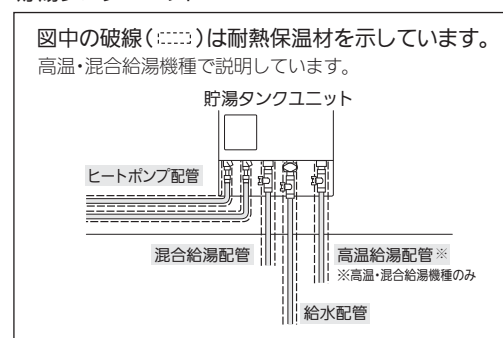 図中の破線( )は耐熱保温材を示しています。
高温・混合給湯機種で説明しています。
貯湯タンクユニット
ヒートポンプ配管
混合給湯配管
高温給湯配管※
※高温・混合給湯機種のみ
給水配管